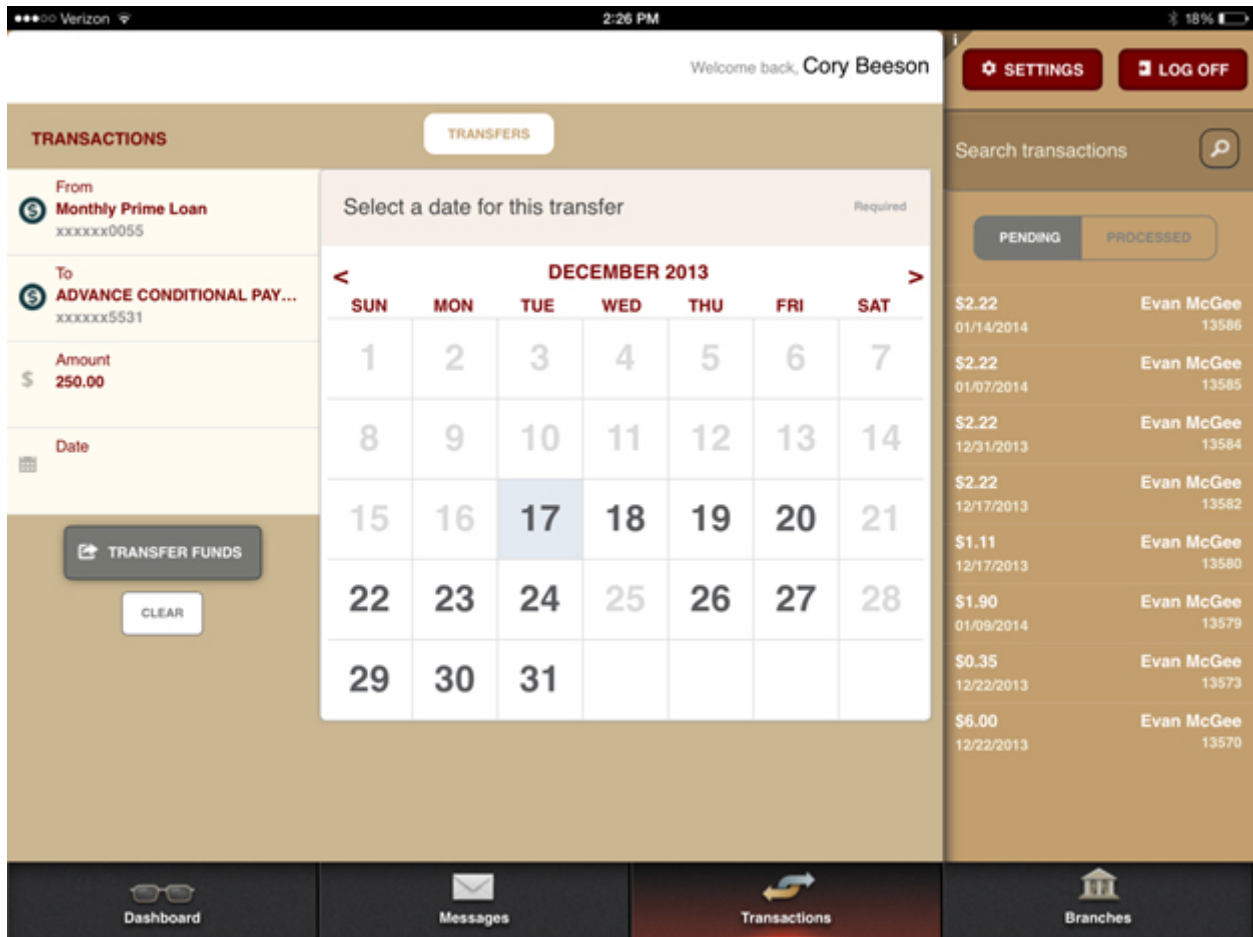 Verizon 2:26 PM 18%
Welcome back, Cory Beeson
i
SETTINGS LOG OFF
TRANSACTIONS
TRANSFERS
From
Monthly Prime Loan
xxxxxx0055
To
ADVANCE CONDITIONAL PAY...
xxxxxx5531
Amount
$ 250.00
Date
TRANSFER FUNDS
CLEAR
Select a date for this transfer Required
< DECEMBER 2013 >
SUN MON TUE WED THU FRI SAT
1 2 3 4 5 6 7
8 9 10 11 12 13 14
15 16 17 18 19 20 21
22 23 24 25 26 27 28
29 30 31
Search transactions
PENDING PROCESSED
$2.22 Evan McGee
01/14/2014 13586
$2.22 Evan McGee
01/07/2014 13585
$2.22 Evan McGee
12/31/2013 13584
$2.22 Evan McGee
12/17/2013 13582
$1.11 Evan McGee
12/17/2013 13580
$1.90 Evan McGee
01/09/2014 13579
$0.35 Evan McGee
12/22/2013 13573
$6.00 Evan McGee
12/22/2013 13570
Dashboard Messages Transactions Branches